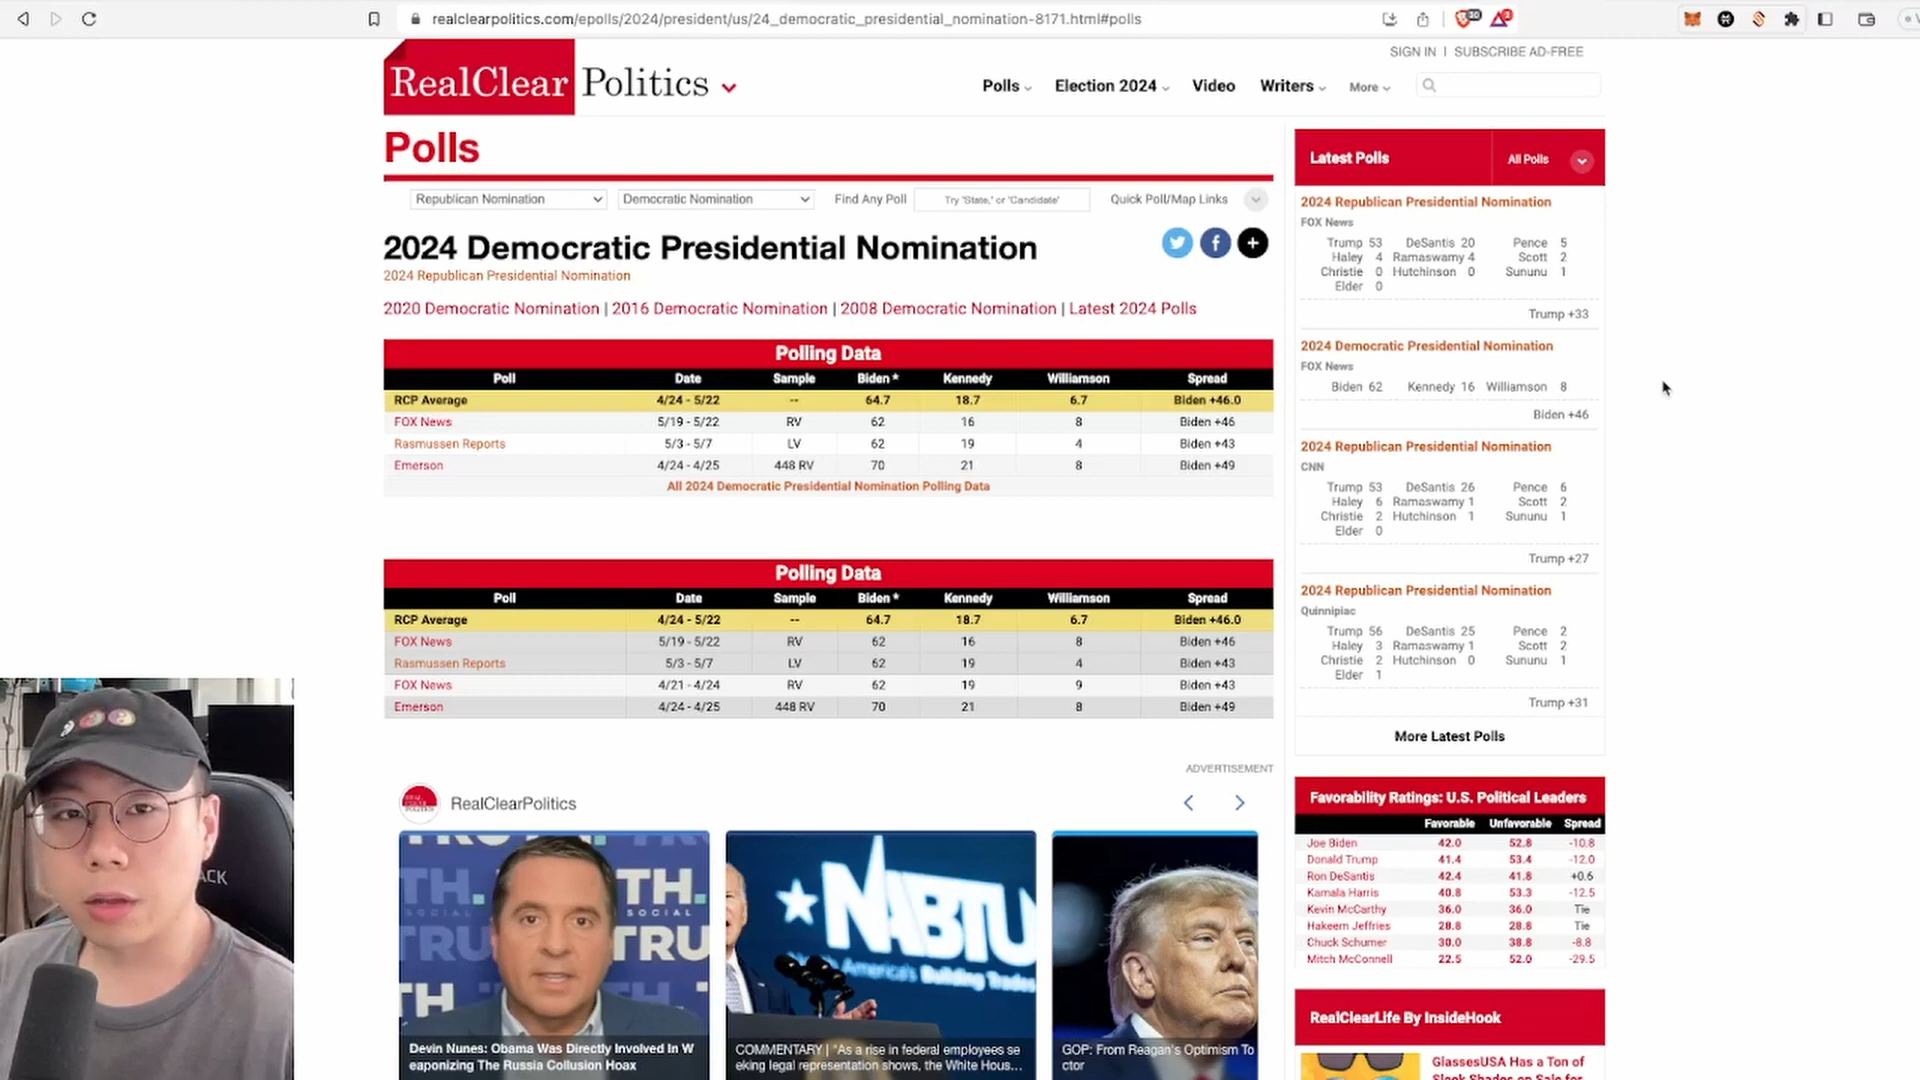 realclearpolitics.com/epolls/2024/president/us/24_democratic_presidential_nomination-8171.html#polls
SIGN IN | SUBSCRIBE AD-FREE
RealClear Politics
Polls Election 2024 Video Writers More
Polls
Republican Nomination Democratic Nomination Find Any Poll Try 'State,' or 'Candidate' Quick Poll/Map Links
2024 Democratic Presidential Nomination
2024 Republican Presidential Nomination
2020 Democratic Nomination | 2016 Democratic Nomination | 2008 Democratic Nomination | Latest 2024 Polls
Polling Data
Poll Date Sample Biden * Kennedy Williamson Spread
RCP Average 4/24 - 5/22 -- 64.7 18.7 6.7 Biden +46.0
FOX News 5/19 - 5/22 RV 62 16 8 Biden +46
Rasmussen Reports 5/3 - 5/7 LV 62 19 4 Biden +43
Emerson 4/24 - 4/25 448 RV 70 21 8 Biden +49
All 2024 Democratic Presidential Nomination Polling Data
Polling Data
Poll Date Sample Biden * Kennedy Williamson Spread
RCP Average 4/24 - 5/22 -- 64.7 18.7 6.7 Biden +46.0
FOX News 5/19 - 5/22 RV 62 16 8 Biden +46
Rasmussen Reports 5/3 - 5/7 LV 62 19 4 Biden +43
FOX News 4/21 - 4/24 RV 62 19 9 Biden +43
Emerson 4/24 - 4/25 448 RV 70 21 8 Biden +49
ADVERTISEMENT
RealClearPolitics
TH.
SOCIAL
TRU
NABTU
America's Building Trades
Devin Nunes: Obama Was Directly Involved In W
eaponizing The Russia Collusion Hoax
COMMENTARY | "As a rise in federal employees se
eking legal representation shows, the White Hous...
GOP: From Reagan's Optimism To
ctor
Latest Polls All Polls
2024 Republican Presidential Nomination
FOX News
Trump 53 DeSantis 20 Pence 5
Haley 4 Ramaswamy 4 Scott 2
Christie 0 Hutchinson 0 Sununu 1
Elder 0
Trump +33
2024 Democratic Presidential Nomination
FOX News
Biden 62 Kennedy 16 Williamson 8
Biden +46
2024 Republican Presidential Nomination
CNN
Trump 53 DeSantis 26 Pence 6
Haley 6 Ramaswamy 1 Scott 2
Christie 2 Hutchinson 1 Sununu 1
Elder 0
Trump +27
2024 Republican Presidential Nomination
Quinnipiac
Trump 56 DeSantis 25 Pence 2
Haley 3 Ramaswamy 1 Scott 2
Christie 2 Hutchinson 0 Sununu 1
Elder 1
Trump +31
More Latest Polls
Favorability Ratings: U.S. Political Leaders
Favorable Unfavorable Spread
Joe Biden 42.0 52.8 -10.8
Donald Trump 41.4 53.4 -12.0
Ron DeSantis 42.4 41.8 +0.6
Kamala Harris 40.8 53.3 -12.5
Kevin McCarthy 36.0 36.0 Tie
Hakeem Jeffries 28.8 28.8 Tie
Chuck Schumer 30.0 38.8 -8.8
Mitch McConnell 22.5 52.0 -29.5
RealClearLife By InsideHook
GlassesUSA Has a Ton of